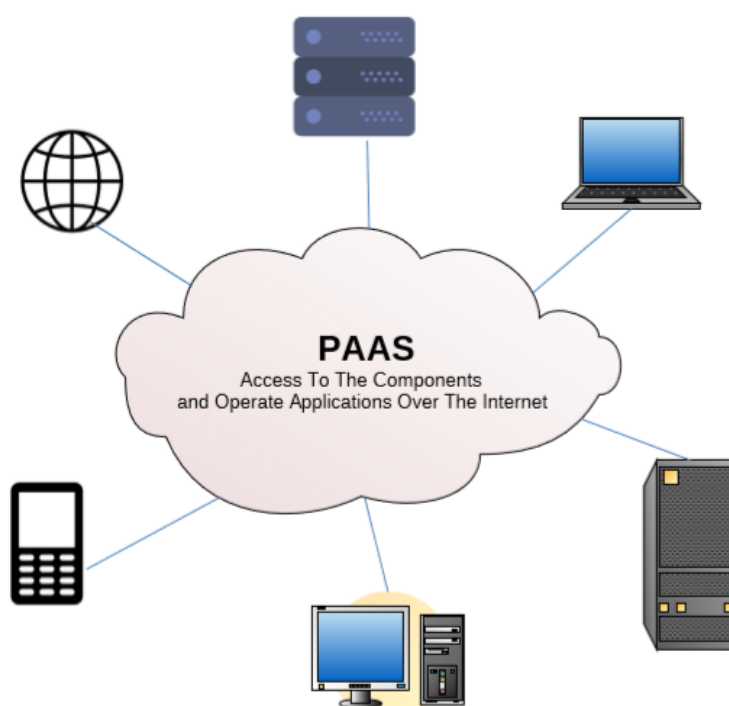 PAAS
Access To The Components
and Operate Applications Over The Internet